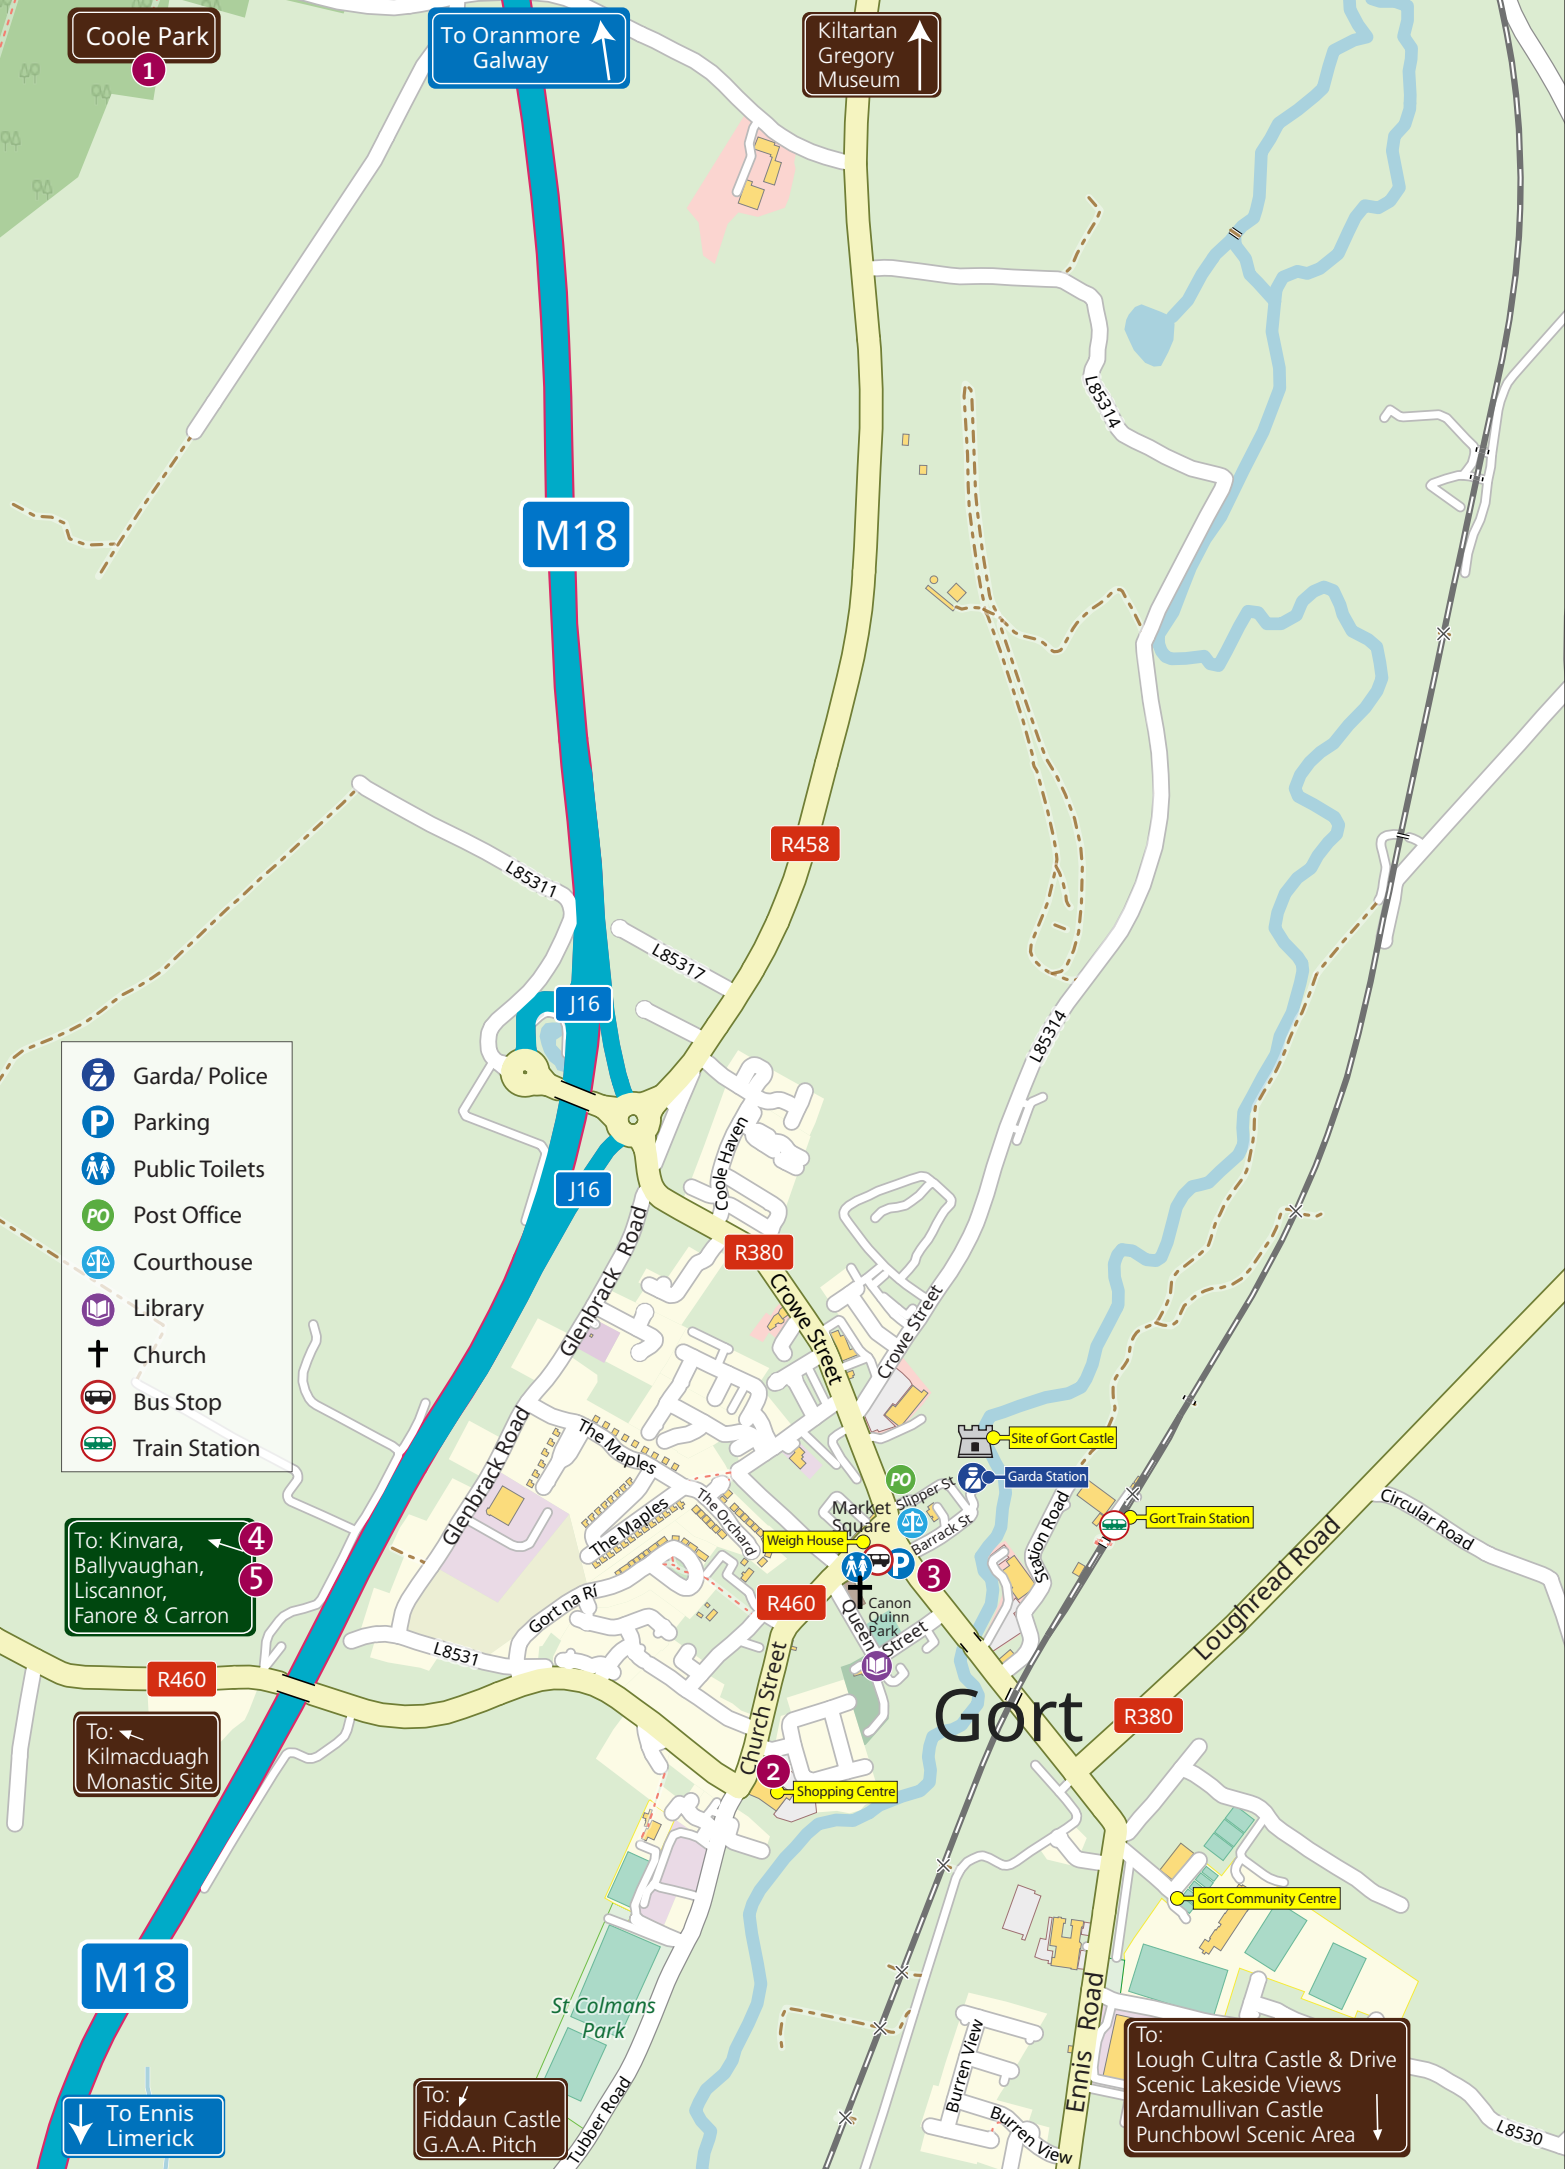 Coole Park
1
To Oranmore
Galway
Kiltartan
Gregory
Museum
L85314
M18
R458
L85311
L85317
J16
L85314
Garda/ Police
Parking
Public Toilets
PO
Post Office
Courthouse
Library
Church
Bus Stop
Train Station
J16
Coole Haven
R380
Glenbrack Road
Crowe Street
Crowe Street
Glenbrack Road
The Maples
The Maples
The Orchard
Site of Gort Castle
Garda Station
PO
Slipper St.
Market
Square
Barrack St.
Weigh House
P
3
Station Road
Gort Train Station
Circular Road
Loughread Road
To: Kinvara,
Ballyvaughan,
Liscannor,
Fanore & Carron
4
5
Gort na Rí
R460
Canon
Quinn
Park
Queen
Street
L8531
R460
Church Street
Gort
R380
To:
Kilmacduagh
Monastic Site
2
Shopping Centre
Gort Community Centre
M18
St Colmans
Park
Ennis Road
Burren View
Burren View
To:
Lough Cultra Castle & Drive
Scenic Lakeside Views
Ardamullivan Castle
Punchbowl Scenic Area
To Ennis
Limerick
To:
Fiddaun Castle
G.A.A. Pitch
Tubber Road
L8530